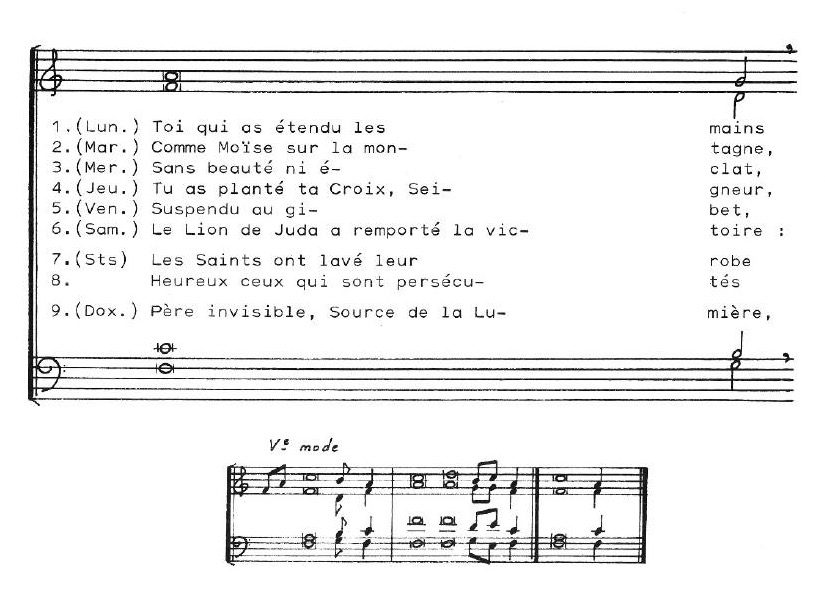 1.(Lun.) Toi qui as étendu les mains
2.(Mar.) Comme Moïse sur la mon- tagne,
3.(Mer.) Sans beauté ni é- clat,
4.(Jeu.) Tu as planté ta Croix, Sei- gneur,
5.(Ven.) Suspendu au gi- bet,
6.(Sam.) Le Lion de Juda a remporté la vic- toire :
7.(Sts) Les Saints ont lavé leur robe
8. Heureux ceux qui sont persécu- tés
9.(Dox.) Père invisible, Source de la Lu- mière,
Vᵉ mode